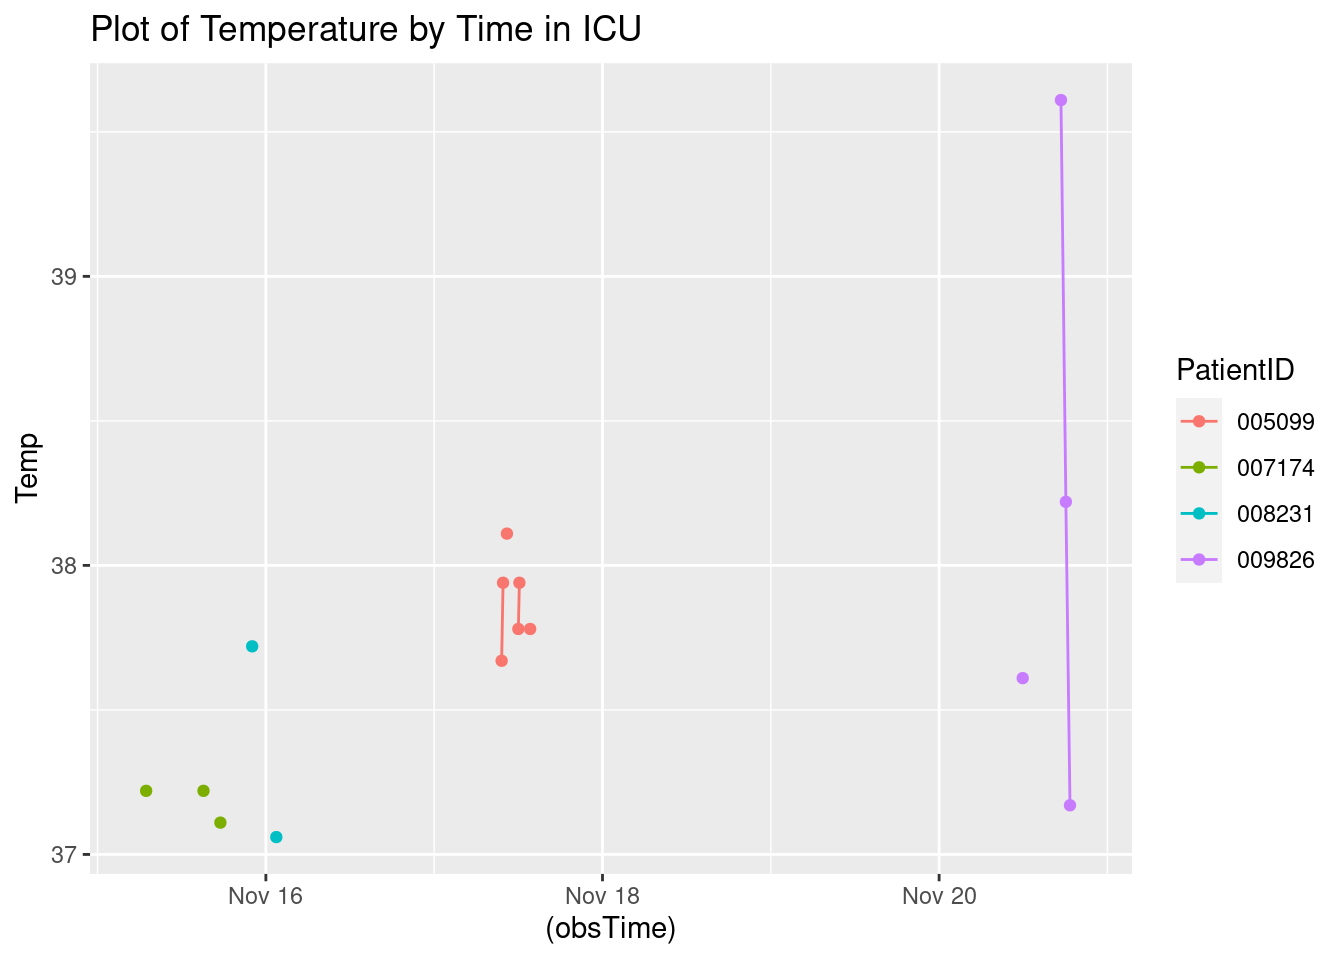 Plot of Temperature by Time in ICU
39
38
37
Temp
Nov 16
Nov 18
Nov 20
(obsTime)
PatientID
005099
007174
008231
009826